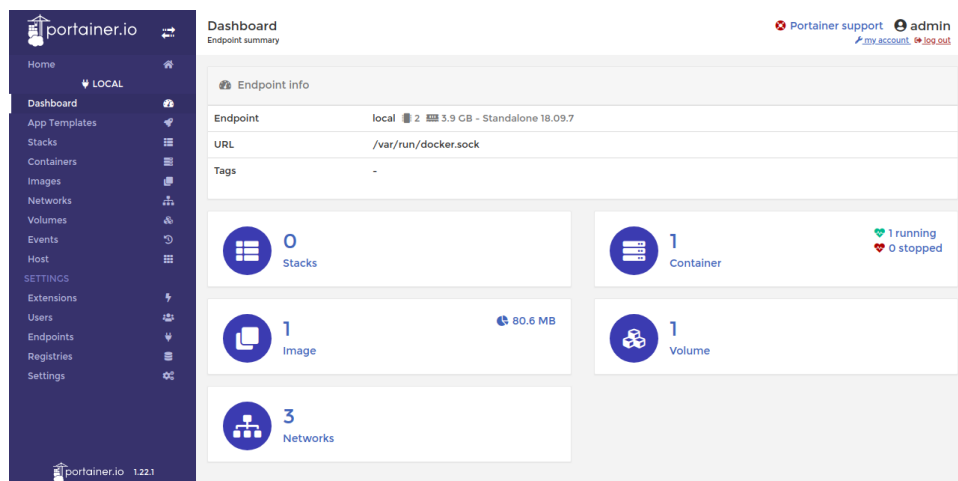 portainer.io
Home
LOCAL
Dashboard
App Templates
Stacks
Containers
Images
Networks
Volumes
Events
Host
SETTINGS
Extensions
Users
Endpoints
Registries
Settings
portainer.io 1.22.1
Dashboard
Endpoint summary
Portainer support admin
my account log out
Endpoint info
Endpoint local 2 3.9 GB - Standalone 18.09.7
URL /var/run/docker.sock
Tags -
0
Stacks
1
Container
1 running
0 stopped
1
Image
80.6 MB
1
Volume
3
Networks